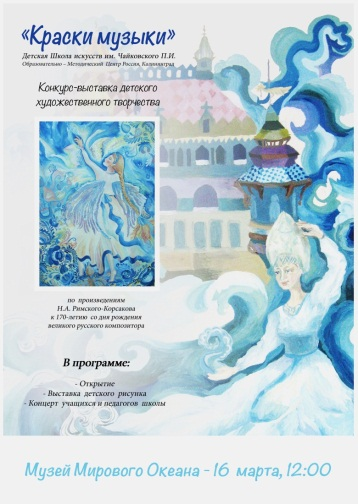 «Краски музыки»
Детская Школа искусств им. Чайковского П.И.
Образовательно – Методический Центр Россия, Калининград
Конкурс-выставка детского
художественного творчества
по произведениям
Н.А. Римского-Корсакова
к 170-летию со дня рождения
великого русского композитора
В программе:
- Открытие
- Выставка детского рисунка
- Концерт учащихся и педагогов школы
Музей Мирового Океана - 16 марта, 12:00